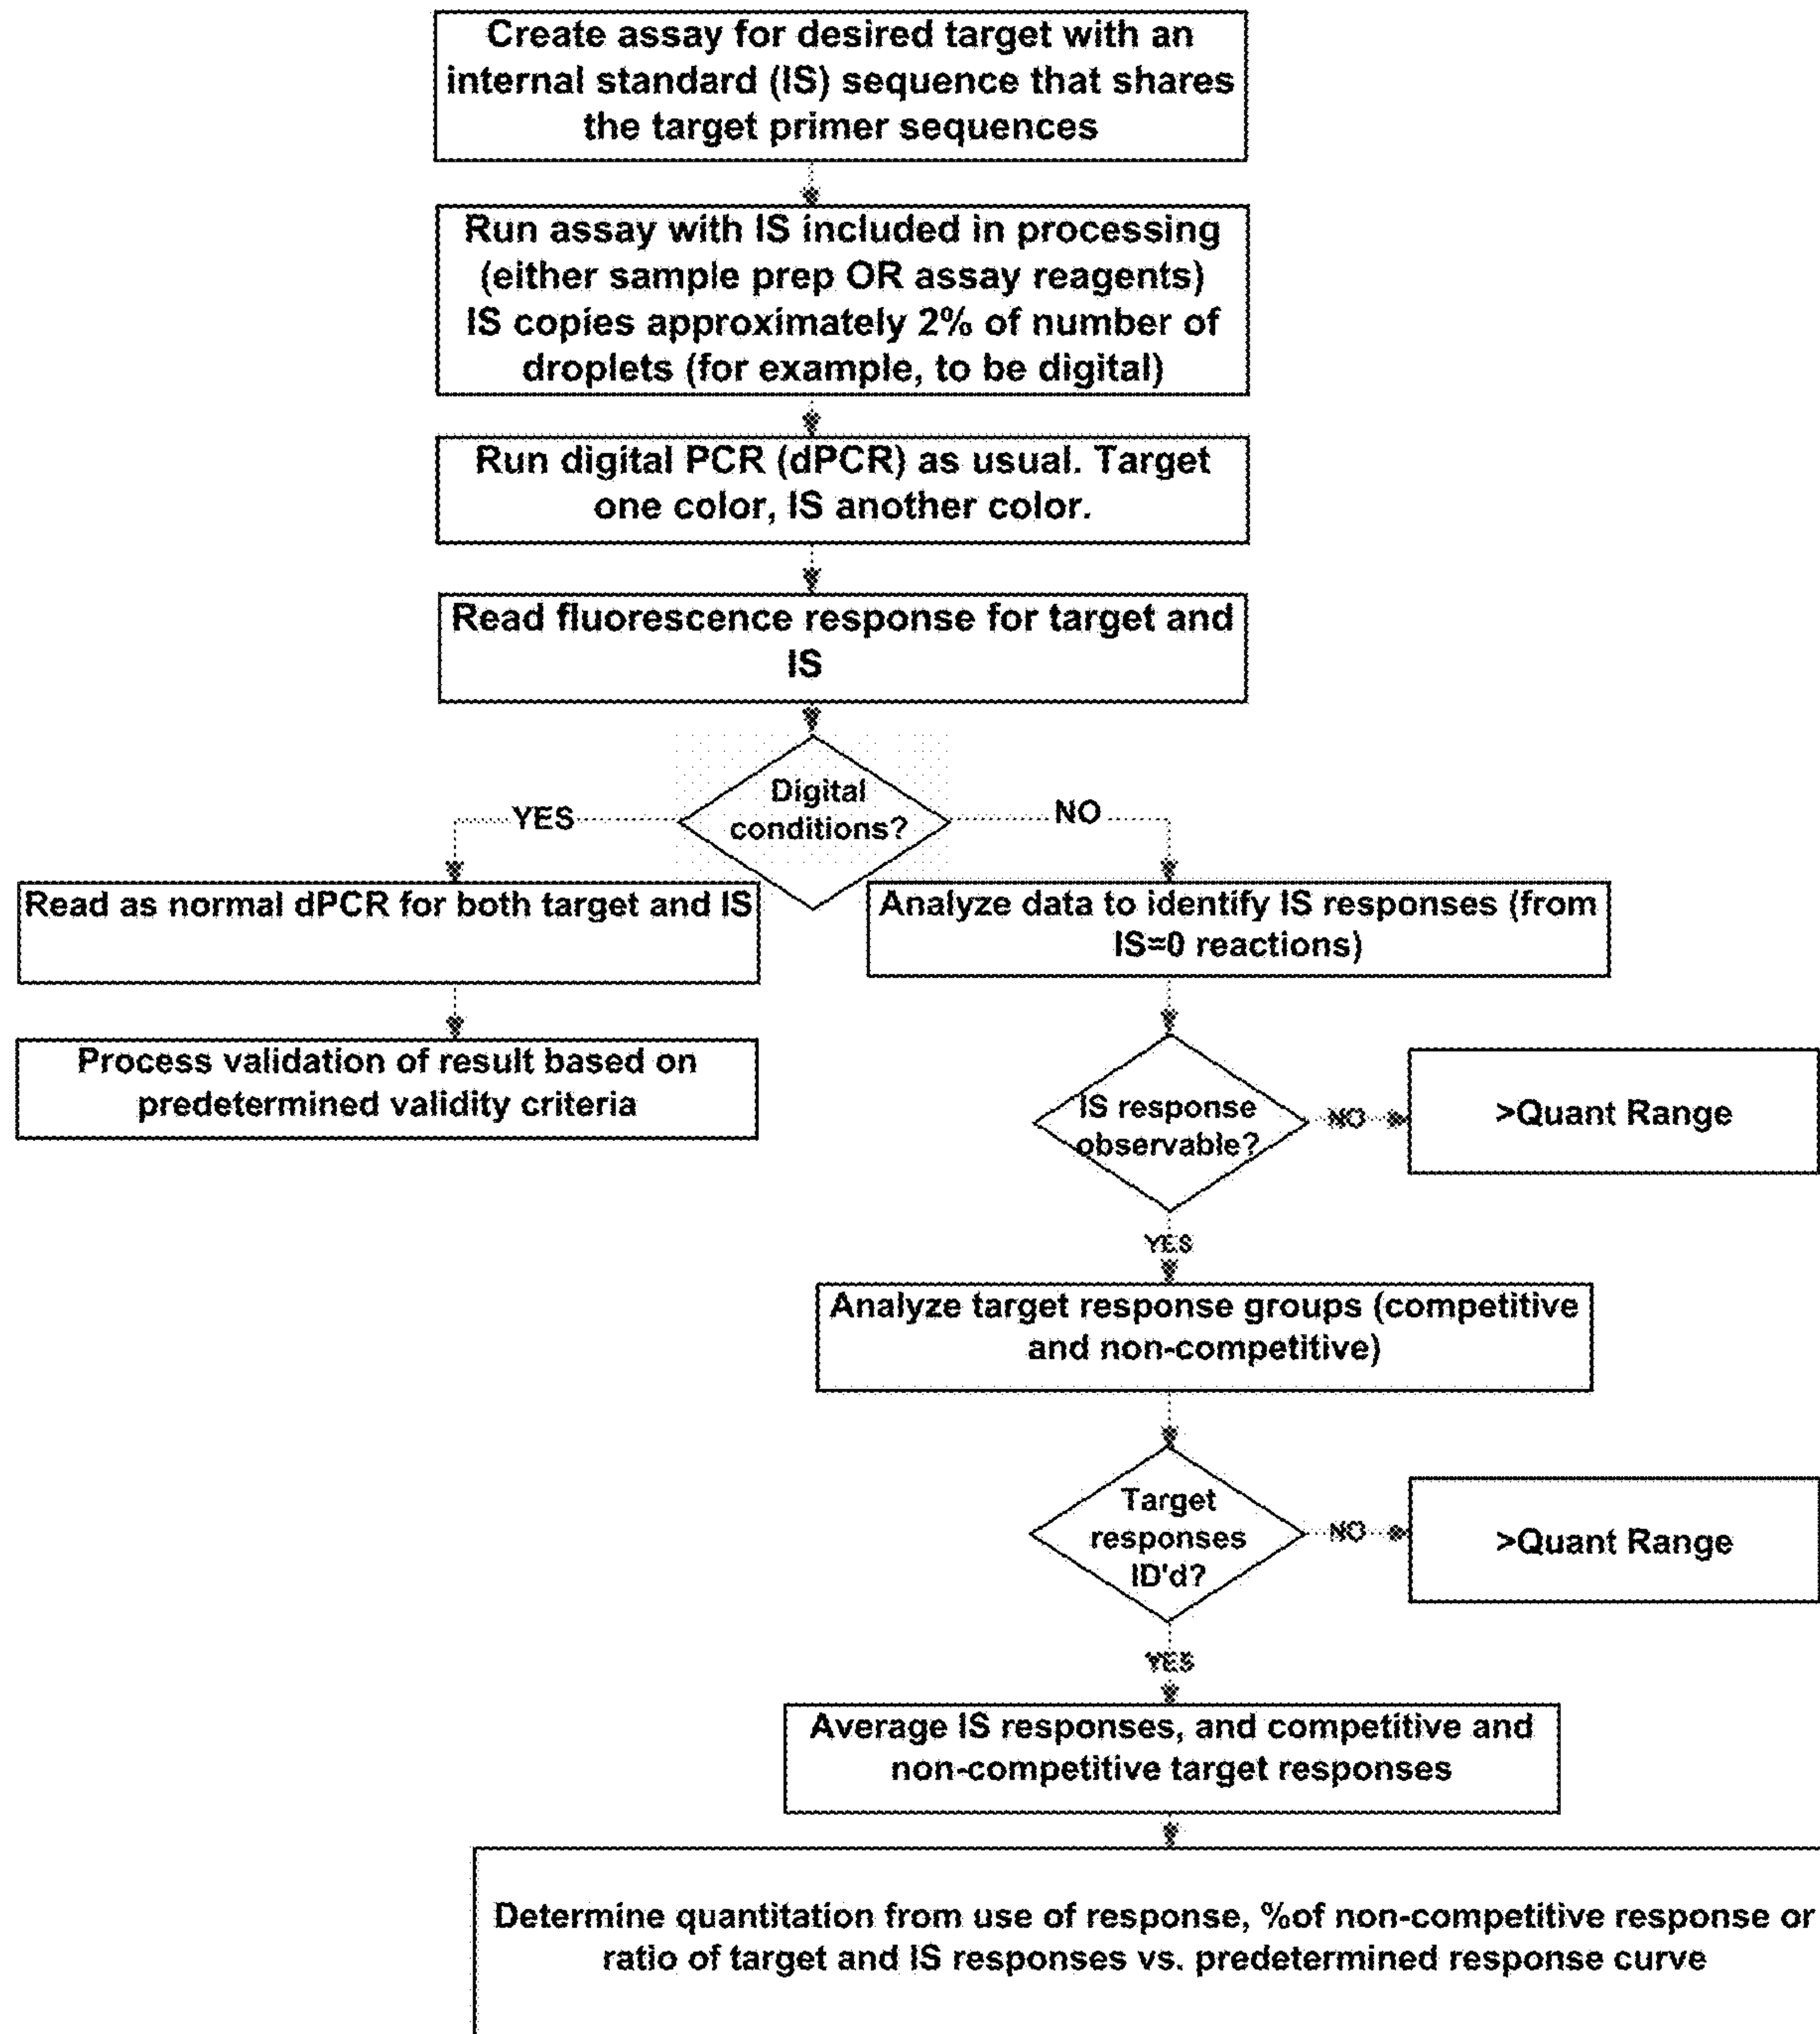 Create assay for desired target with an
internal standard (IS) sequence that shares
the target primer sequences
Run assay with IS included in processing
(either sample prep OR assay reagents)
IS copies approximately 2% of number of
droplets (for example, to be digital)
Run digital PCR (dPCR) as usual. Target
one color, IS another color.
Read fluorescence response for target and
IS
Digital
conditions?
YES
NO
Read as normal dPCR for both target and IS
Analyze data to identify IS responses (from
IS=0 reactions)
Process validation of result based on
predetermined validity criteria
IS response
observable?
NO
>Quant Range
YES
Analyze target response groups (competitive
and non-competitive)
Target
responses
ID'd?
NO
>Quant Range
YES
Average IS responses, and competitive and
non-competitive target responses
Determine quantitation from use of response, %of non-competitive response or
ratio of target and IS responses vs. predetermined response curve